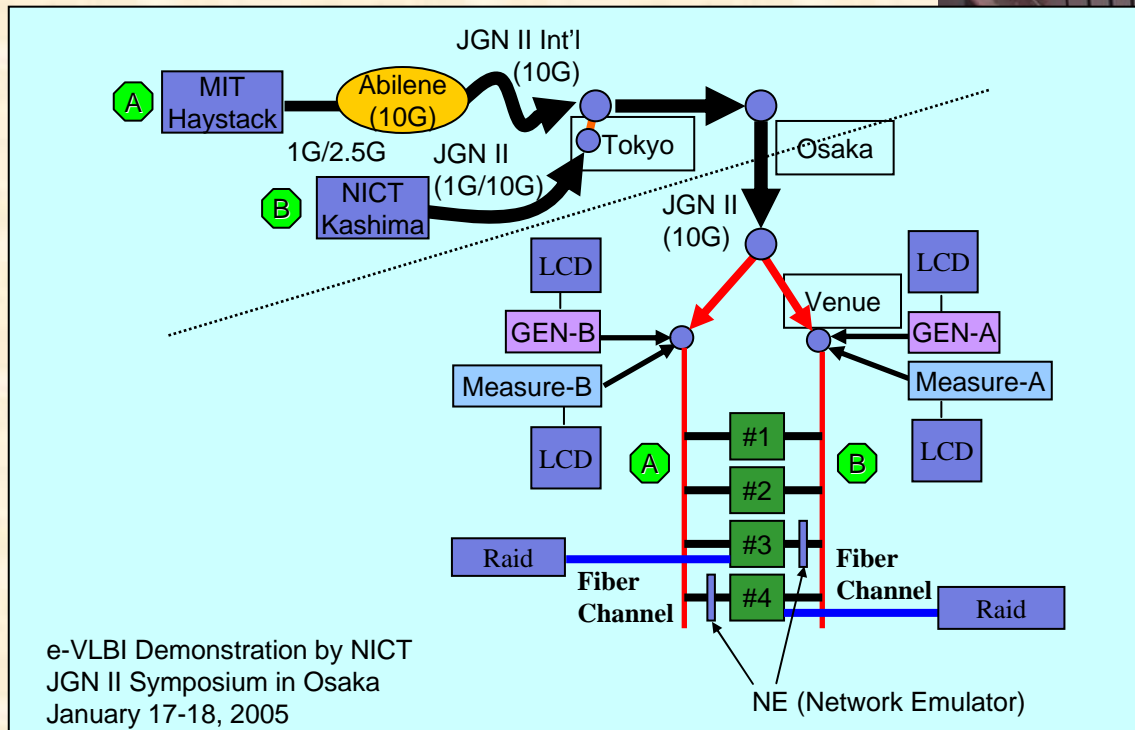 JGN II Int'l
(10G)
A
MIT
Haystack
Abilene
(10G)
1G/2.5G
JGN II
(1G/10G)
Tokyo
Osaka
B
NICT
Kashima
JGN II
(10G)
LCD
LCD
Venue
GEN-B
GEN-A
Measure-B
Measure-A
LCD
LCD
#1
A
B
#2
#3
Raid
Fiber
Channel
Fiber
Channel
#4
Raid
e-VLBI Demonstration by NICT
JGN II Symposium in Osaka
January 17-18, 2005
NE (Network Emulator)